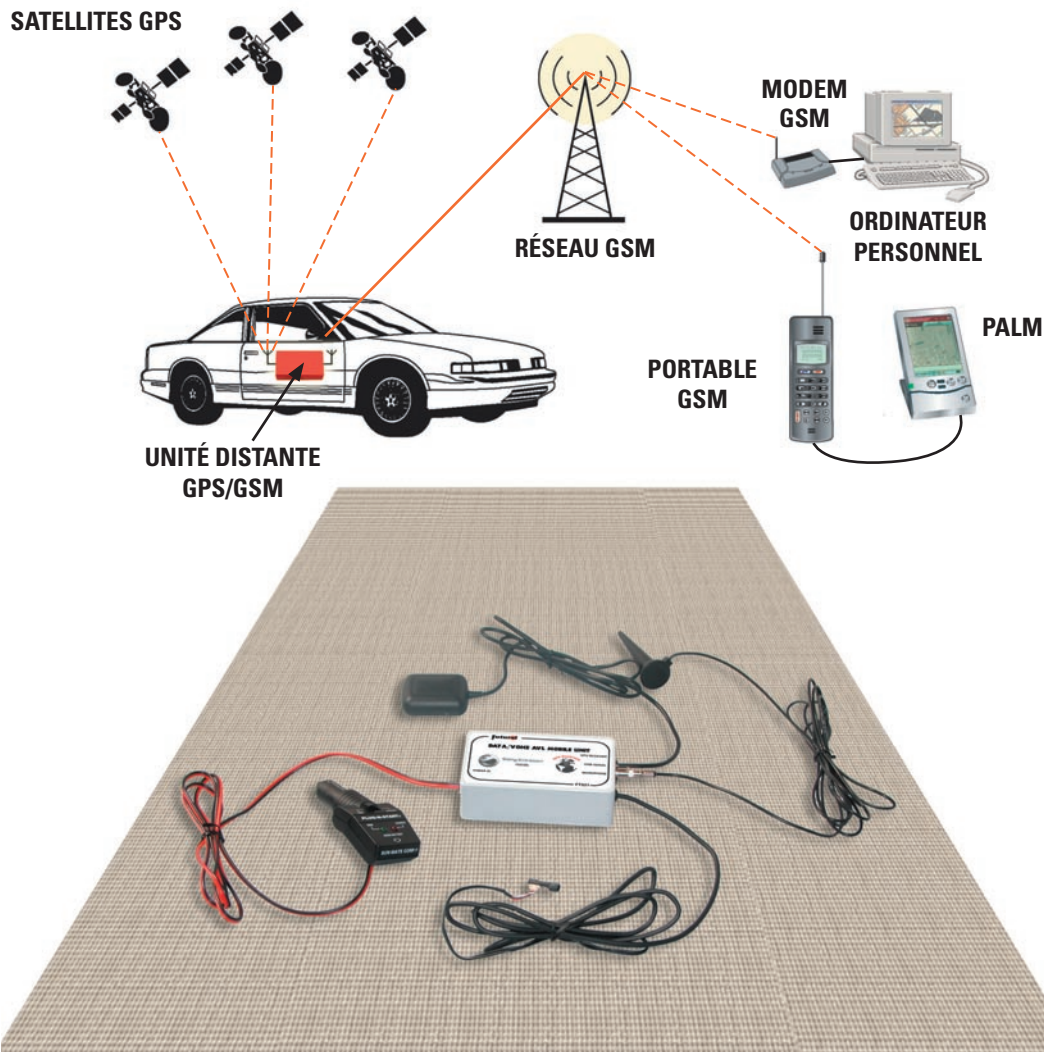 SATELLITES GPS
MODEM
GSM
ORDINATEUR
PERSONNEL
RÉSEAU GSM
PALM
PORTABLE
GSM
UNITÉ DISTANTE
GPS/GSM
DATA/VOICE AVL MOBILE UNIT